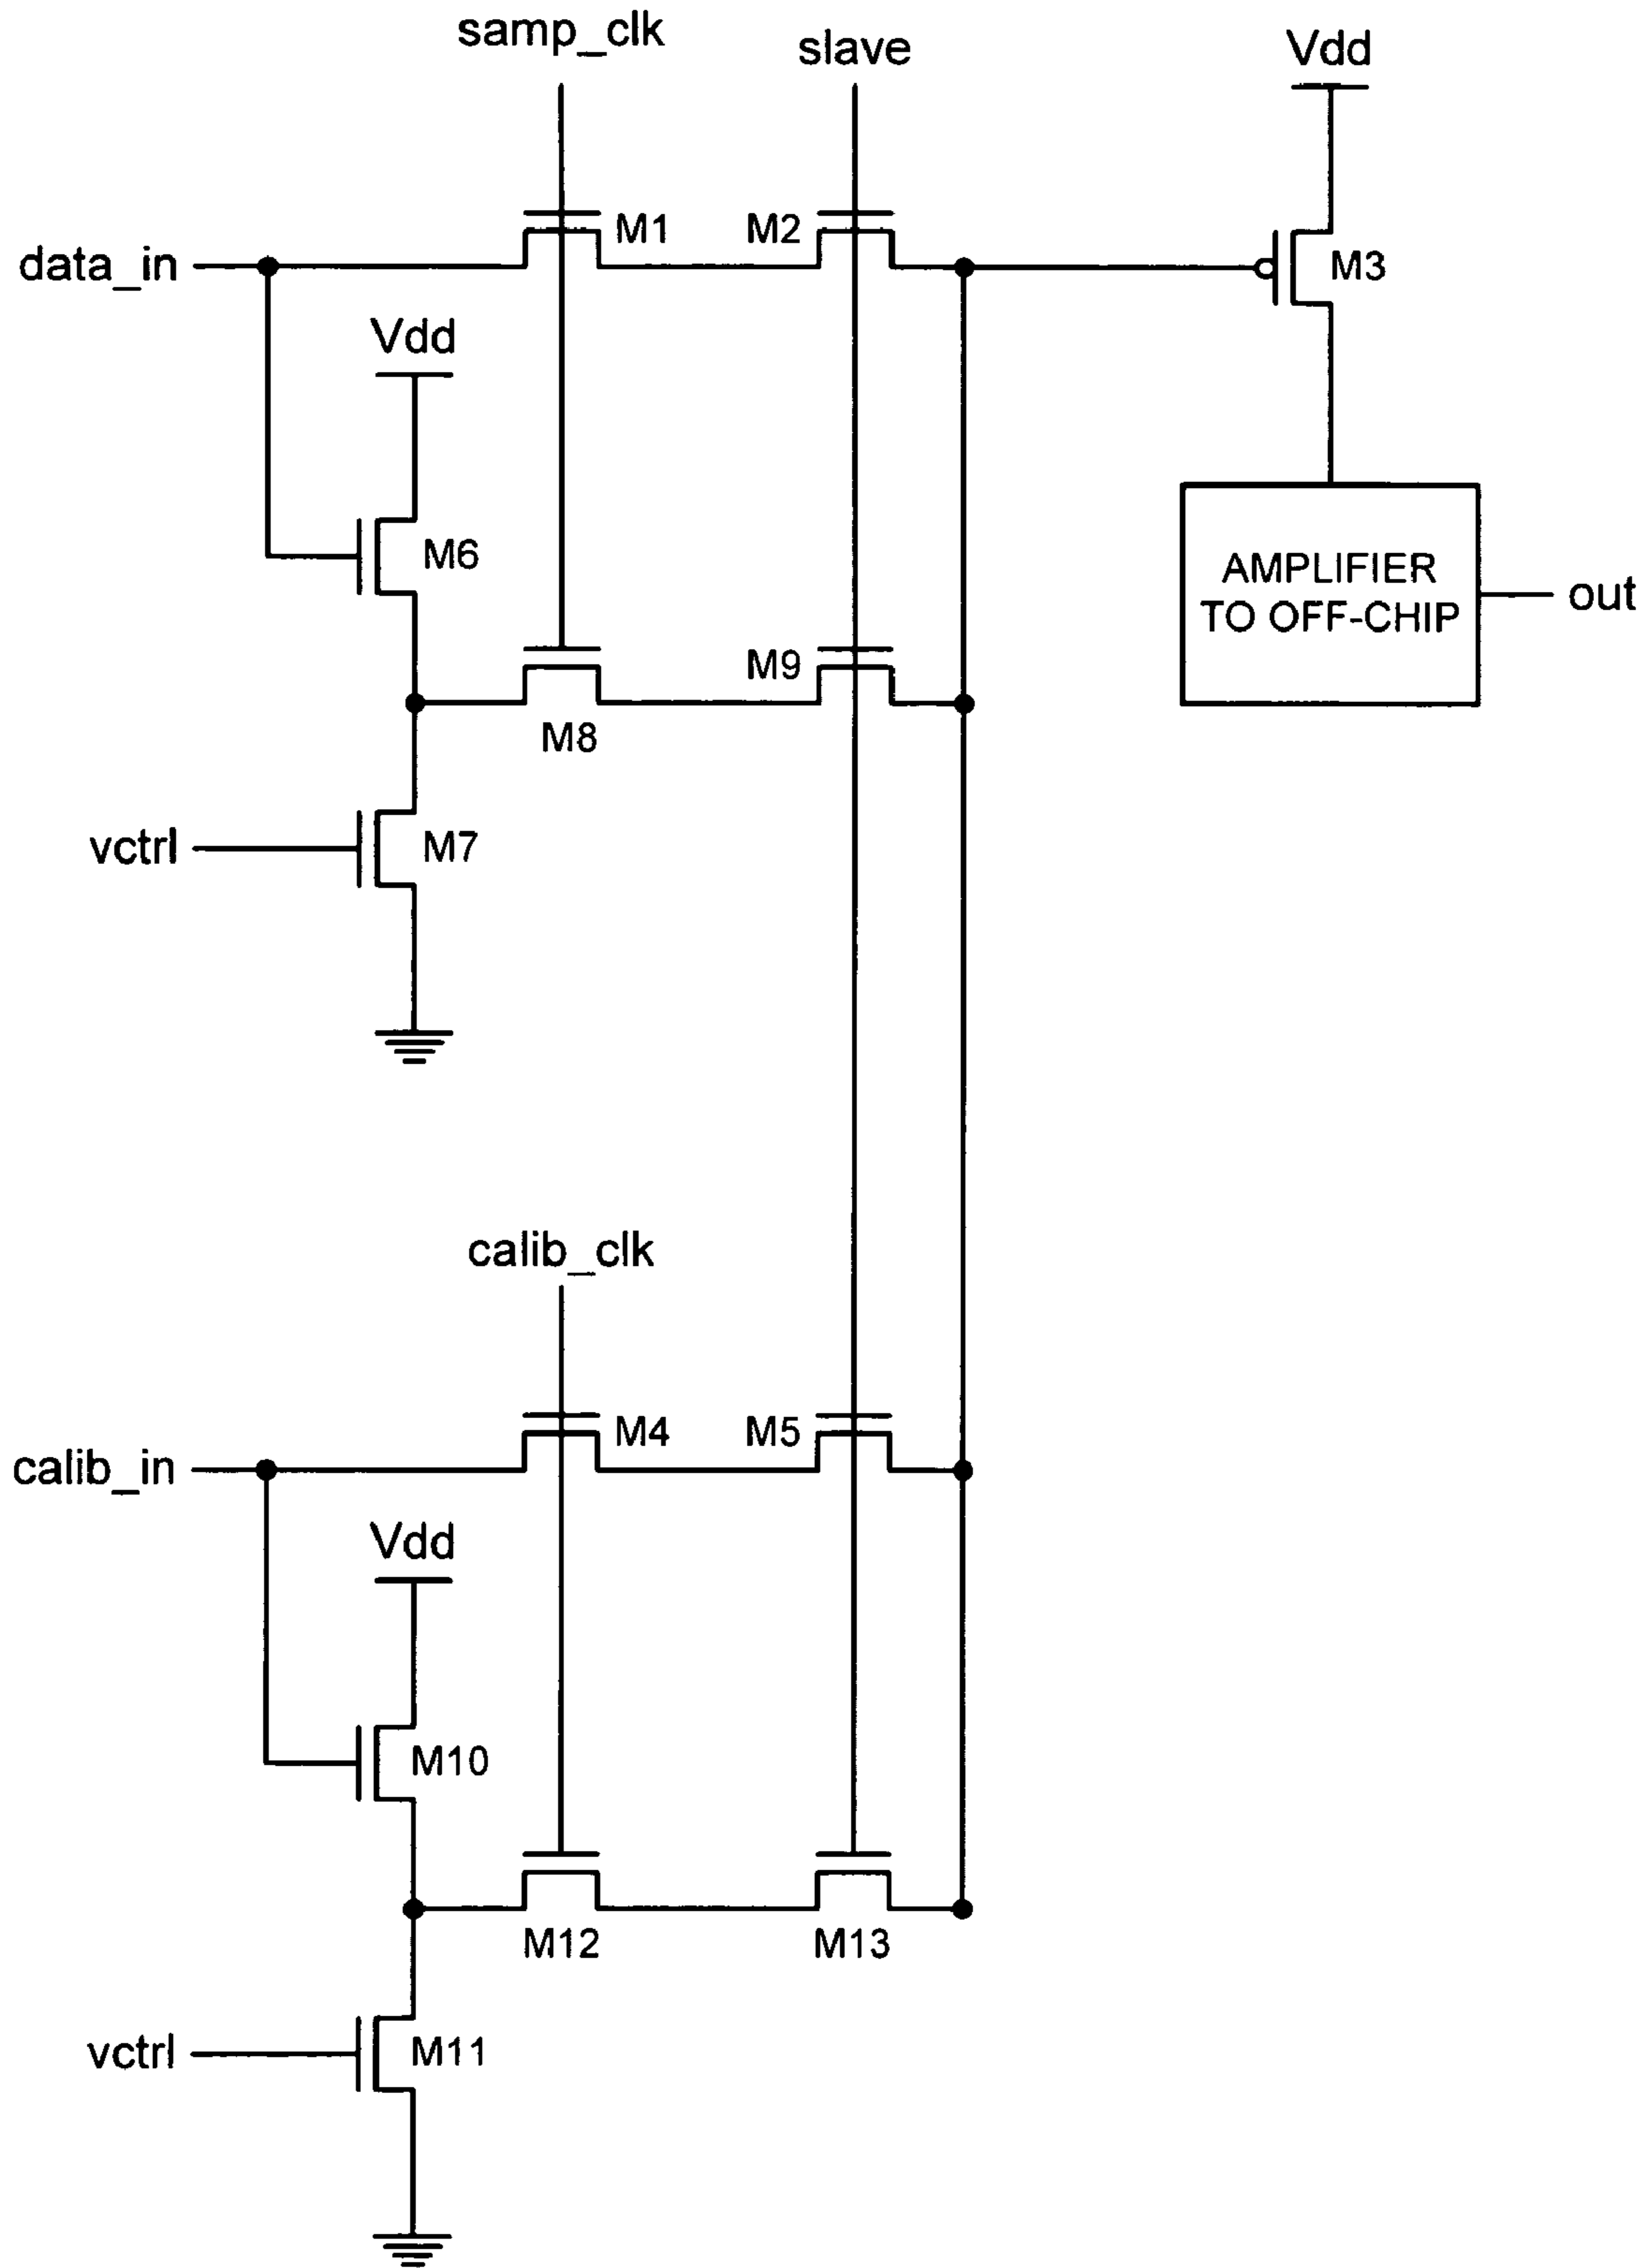 samp_clk
slave
Vdd
M1
M2
data_in
M3
Vdd
M6
AMPLIFIER
TO OFF-CHIP
out
M9
M8
vctrl
M7
calib_clk
M4
M5
calib_in
Vdd
M10
M12
M13
vctrl
M11